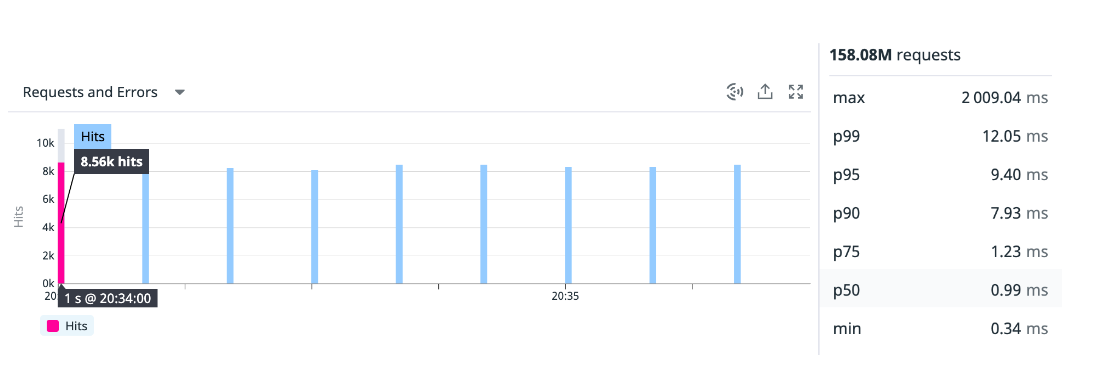 158.08M requests
Requests and Errors
max 2 009.04 ms
p99 12.05 ms
p95 9.40 ms
p90 7.93 ms
p75 1.23 ms
p50 0.99 ms
min 0.34 ms
Hits
10k
8k
6k
4k
2k
0k
Hits
8.56k hits
20
1 s @ 20:34:00
20:35
Hits